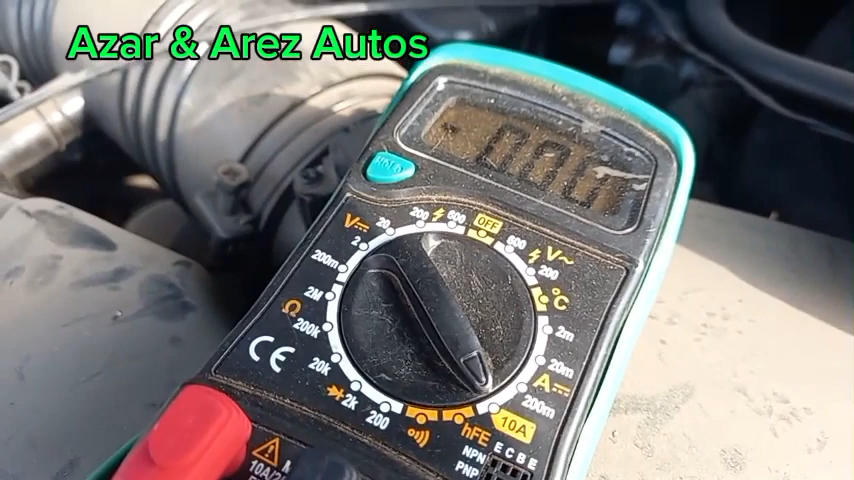 Azar & Arez Autos
HOLD
200 600 OFF 600
V⎓ 20 V~
2 200
200m °C
2M 2m
Ω
200k 20m
CE A⎓
20k 200m
2k
200 10A
hFE
NPN E C B E
PNP
10A